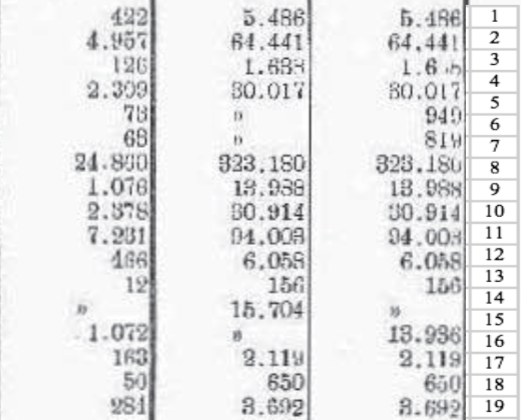 422 5.486 5.486 1
4.957 64.441 64.441 2
126 1.638 1.638 3
2.309 30.017 30.017 4
5
73 » 949
6
63 » 819 7
24.860 323.180 323.180 8
1.076 13.988 13.988 9
2.378 30.914 30.914 10
7.231 94.003 94.003 11
466 6.058 6.058 12
12 156 156 13
14
» 15.704 » 15
1.072 » 13.936 16
163 2.119 2.119 17
50 650 650 18
284 3.692 3.692 19